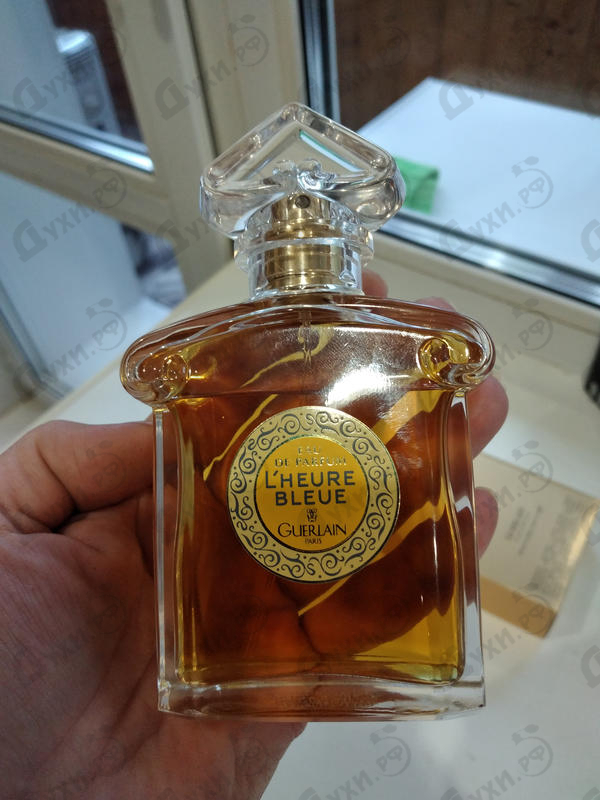 EAU
DE PARFUM
L'HEURE
BLEUE
GUERLAIN
PARIS
Духи.рф